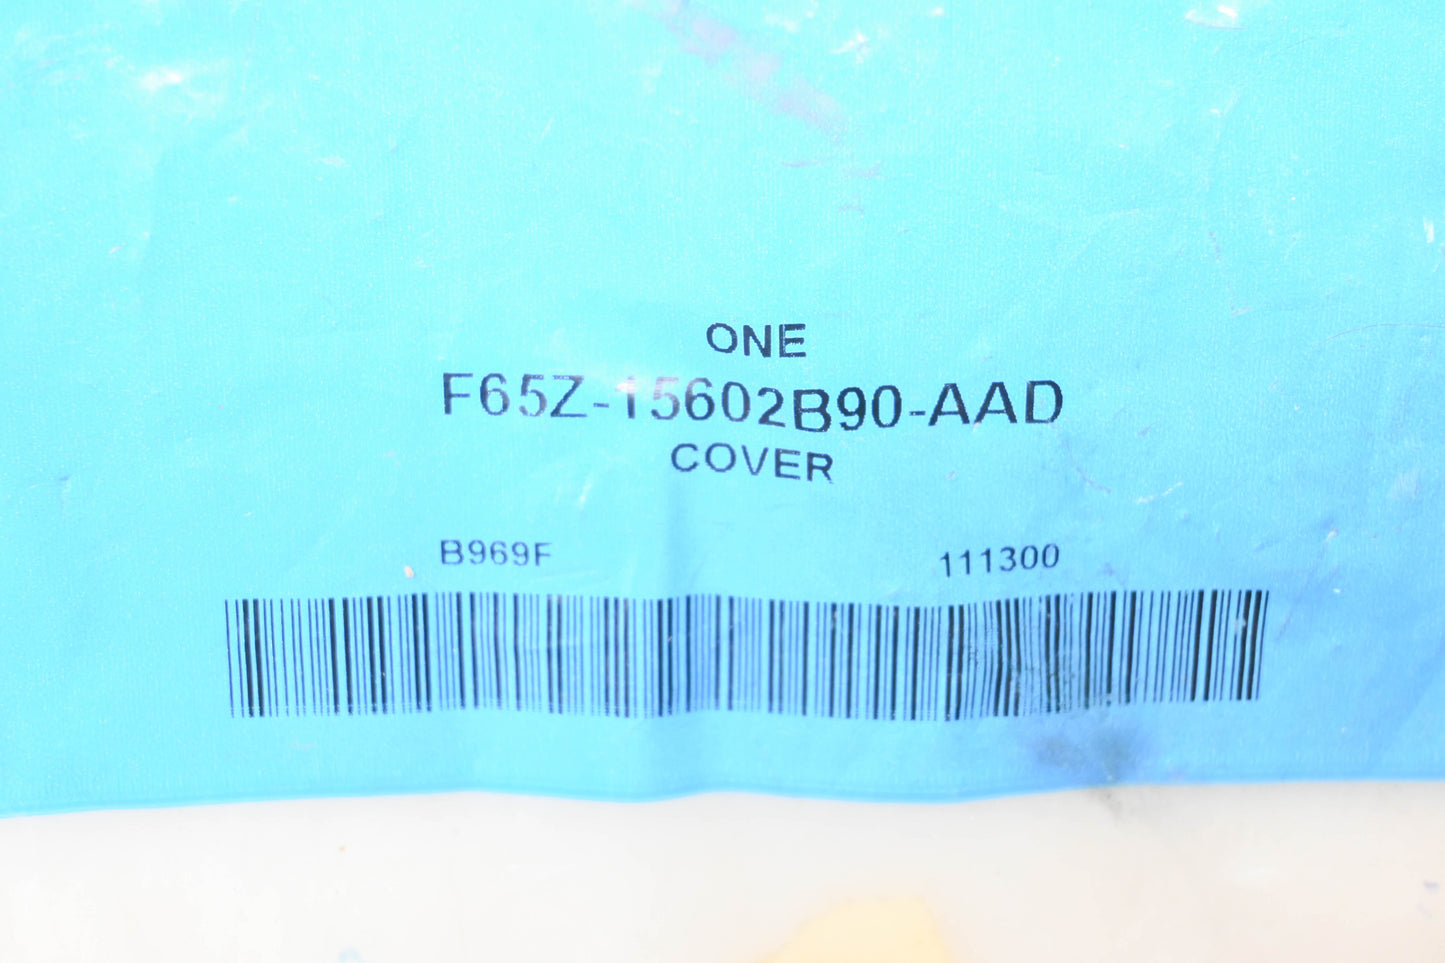 ONE
F65Z-15602B90-AAD
COVER
B969F 111300